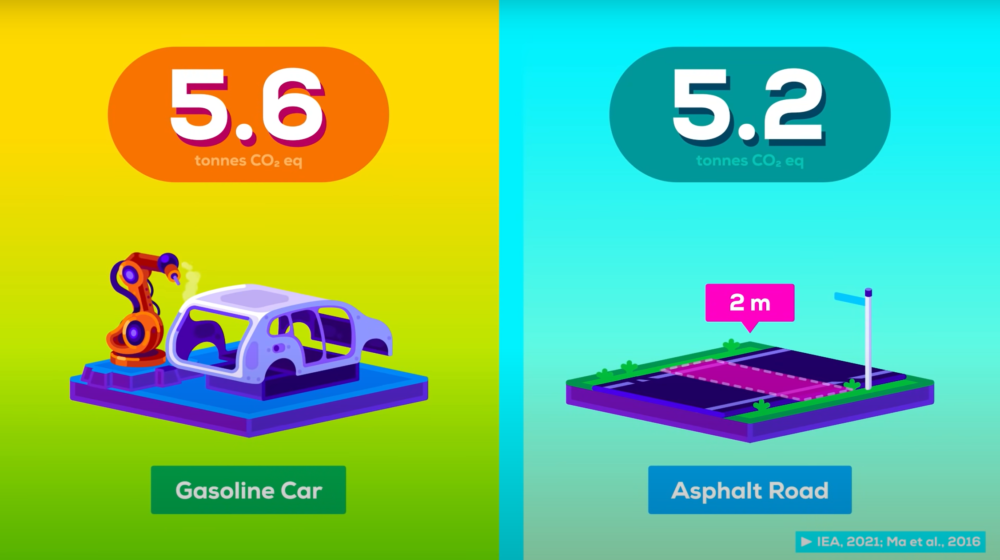 5.6
tonnes CO₂ eq
Gasoline Car
5.2
tonnes CO₂ eq
2 m
Asphalt Road
▶ IEA, 2021; Ma et al., 2016